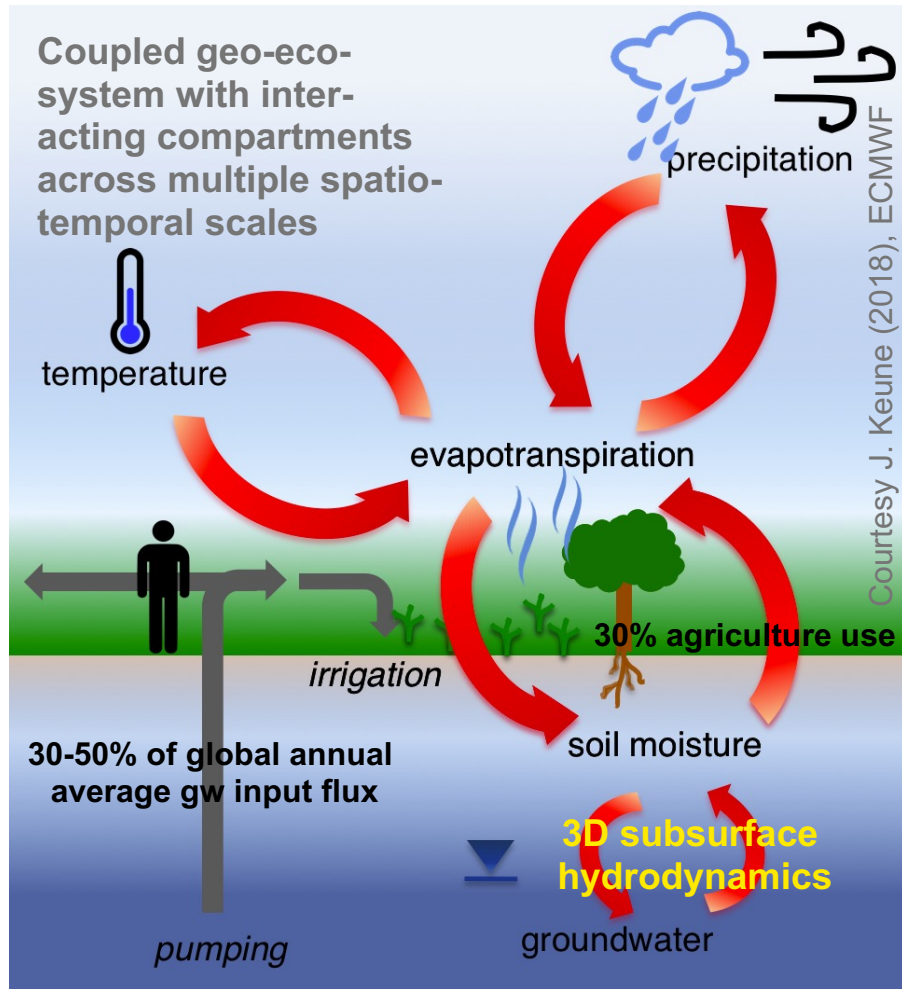 Coupled geo-eco-
system with inter-
acting compartments
across multiple spatio-
temporal scales
precipitation
Courtesy J. Keune (2018), ECMWF
temperature
evapotranspiration
30% agriculture use
irrigation
soil moisture
30-50% of global annual
average gw input flux
3D subsurface
hydrodynamics
groundwater
pumping